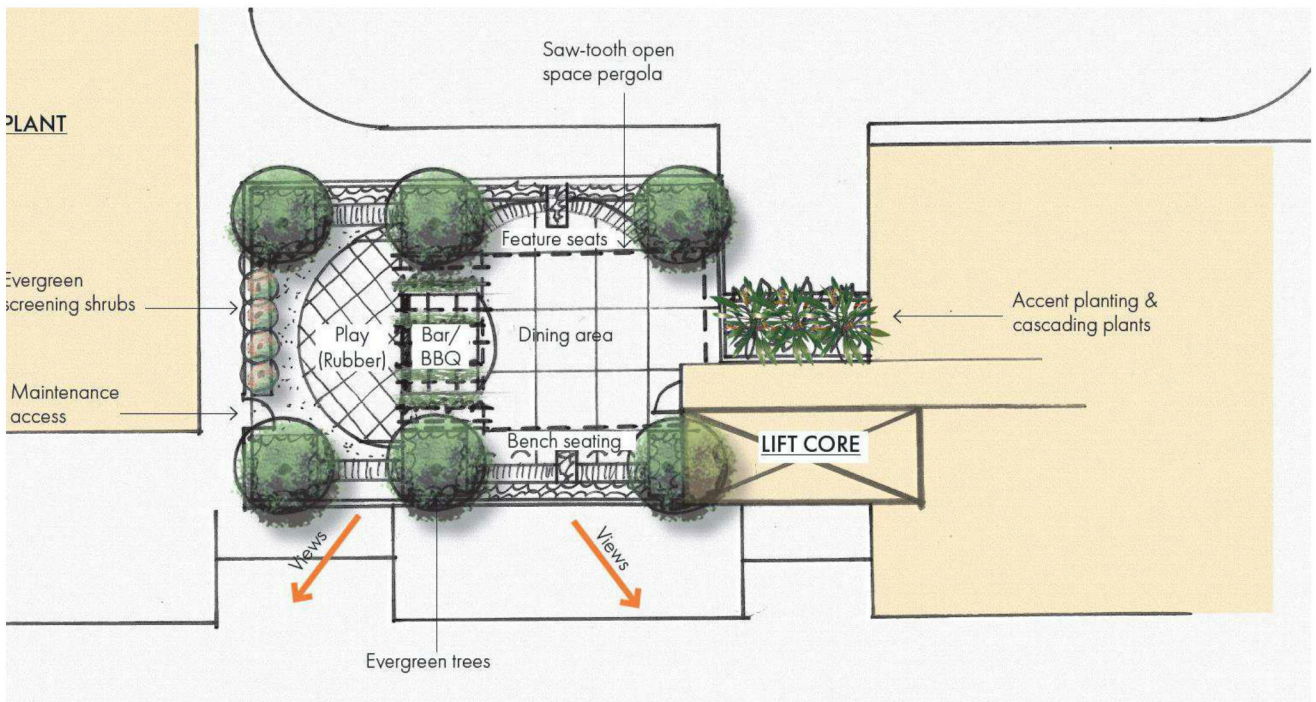 Saw-tooth open
space pergola
PLANT
Feature seats
Evergreen
screening shrubs
Accent planting &
cascading plants
Play
(Rubber)
Bar/
BBQ
Dining area
Maintenance
access
Bench seating
LIFT CORE
Views
Views
Evergreen trees